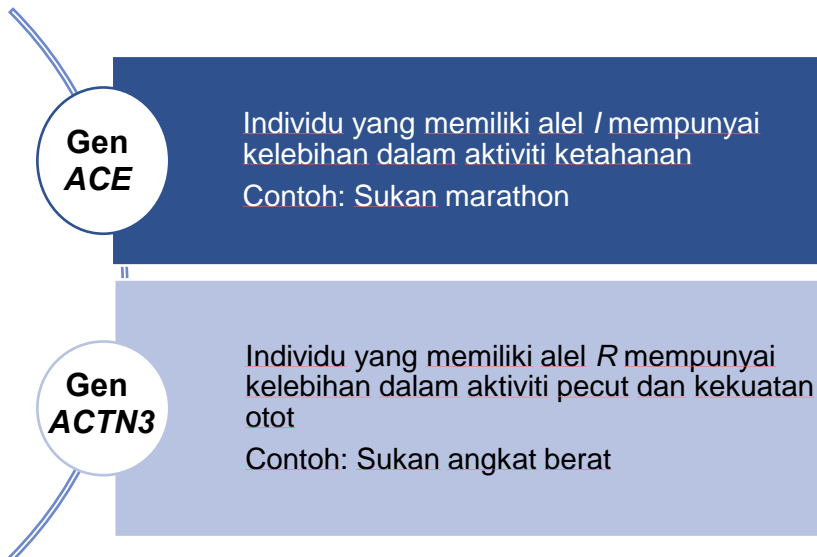 Gen
ACE
Individu yang memiliki alel I mempunyai
kelebihan dalam aktiviti ketahanan
Contoh: Sukan marathon
Gen
ACTN3
Individu yang memiliki alel R mempunyai
kelebihan dalam aktiviti pecut dan kekuatan
otot
Contoh: Sukan angkat berat